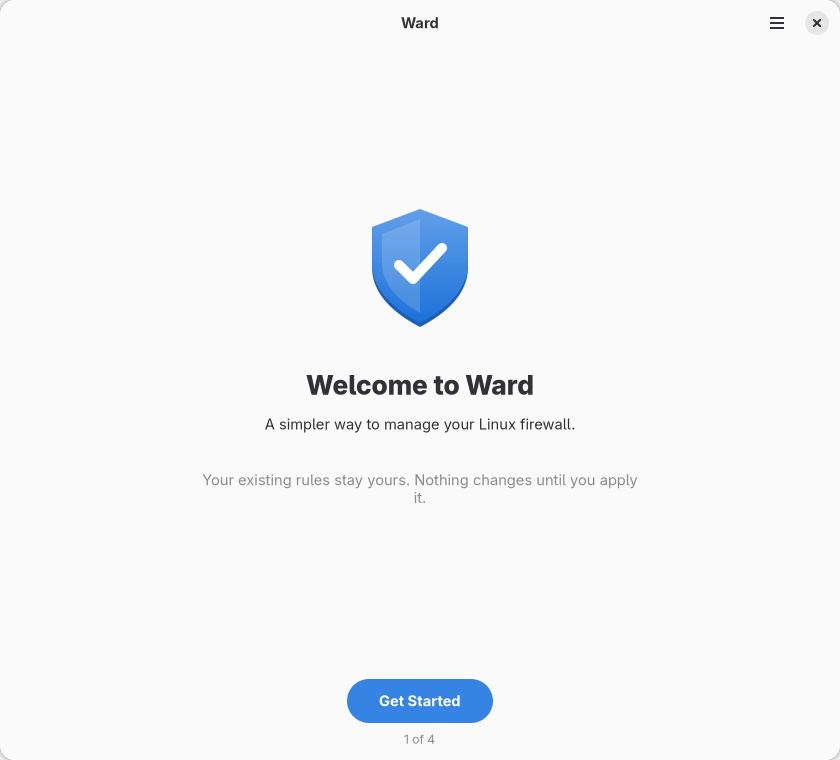 Ward
Welcome to Ward
A simpler way to manage your Linux firewall.
Your existing rules stay yours. Nothing changes until you apply
it.
Get Started
1 of 4